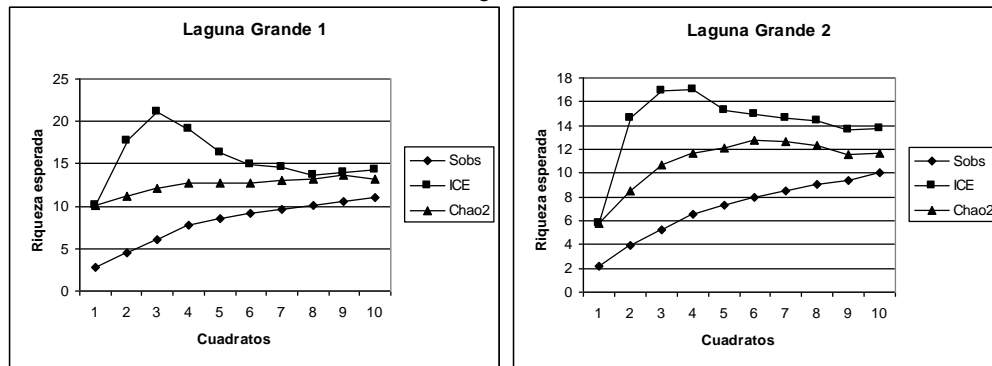 Laguna Grande 1
25
20
15
10
5
0
Riqueza esperada
1 2 3 4 5 6 7 8 9 10
Cuadratos
Sobs
ICE
Chao2
Laguna Grande 2
18
16
14
12
10
8
6
4
2
0
Riqueza esperada
1 2 3 4 5 6 7 8 9 10
Cuadratos
Sobs
ICE
Chao2